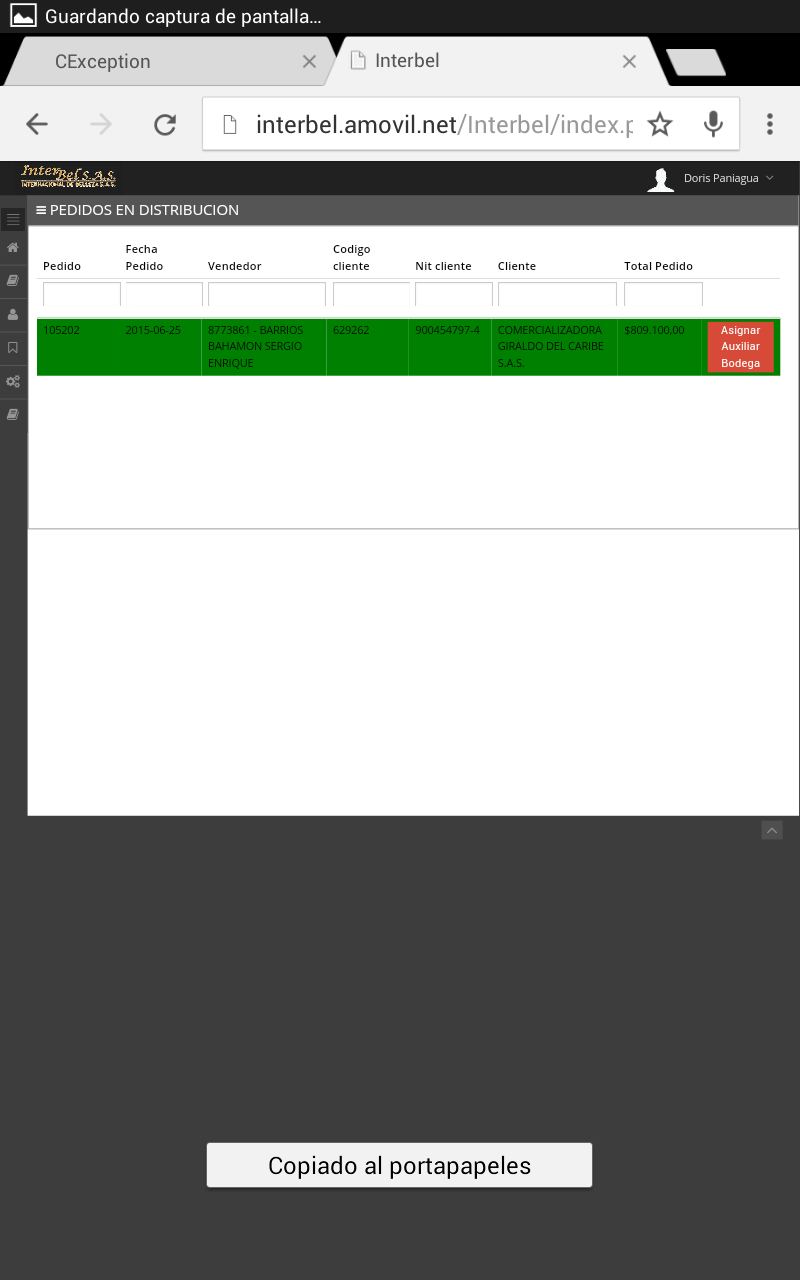 Guardando captura de pantalla...
CException
Interbel
interbel.amovil.net/Interbel/index.p
Inter Bel S.A.S.
INTERNACIONAL DE BELLEZA S.A.S.
Doris Paniagua
PEDIDOS EN DISTRIBUCION
Pedido
Fecha
Pedido
Vendedor
Codigo
cliente
Nit cliente
Cliente
Total Pedido
105202
2015-06-25
8773861 - BARRIOS
BAHAMON SERGIO
ENRIQUE
629262
900454797-4
COMERCIALIZADORA
GIRALDO DEL CARIBE
S.A.S.
$809.100,00
Asignar
Auxiliar
Bodega
Copiado al portapapeles